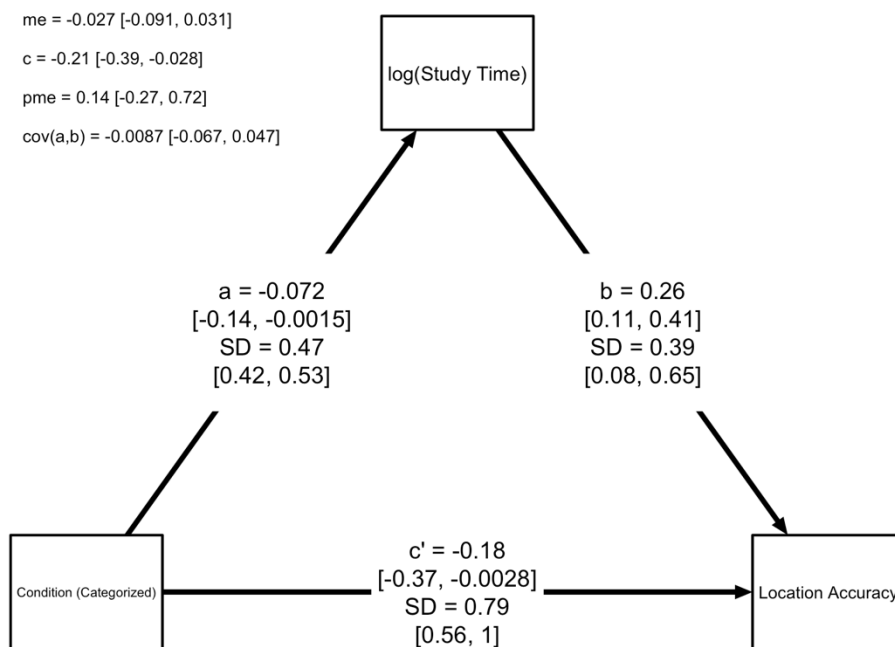 me = -0.027 [-0.091, 0.031]
c = -0.21 [-0.39, -0.028]
pme = 0.14 [-0.27, 0.72]
cov(a,b) = -0.0087 [-0.067, 0.047]
log(Study Time)
a = -0.072
[-0.14, -0.0015]
SD = 0.47
[0.42, 0.53]
b = 0.26
[0.11, 0.41]
SD = 0.39
[0.08, 0.65]
Condition (Categorized)
c' = -0.18
[-0.37, -0.0028]
SD = 0.79
[0.56, 1]
Location Accuracy